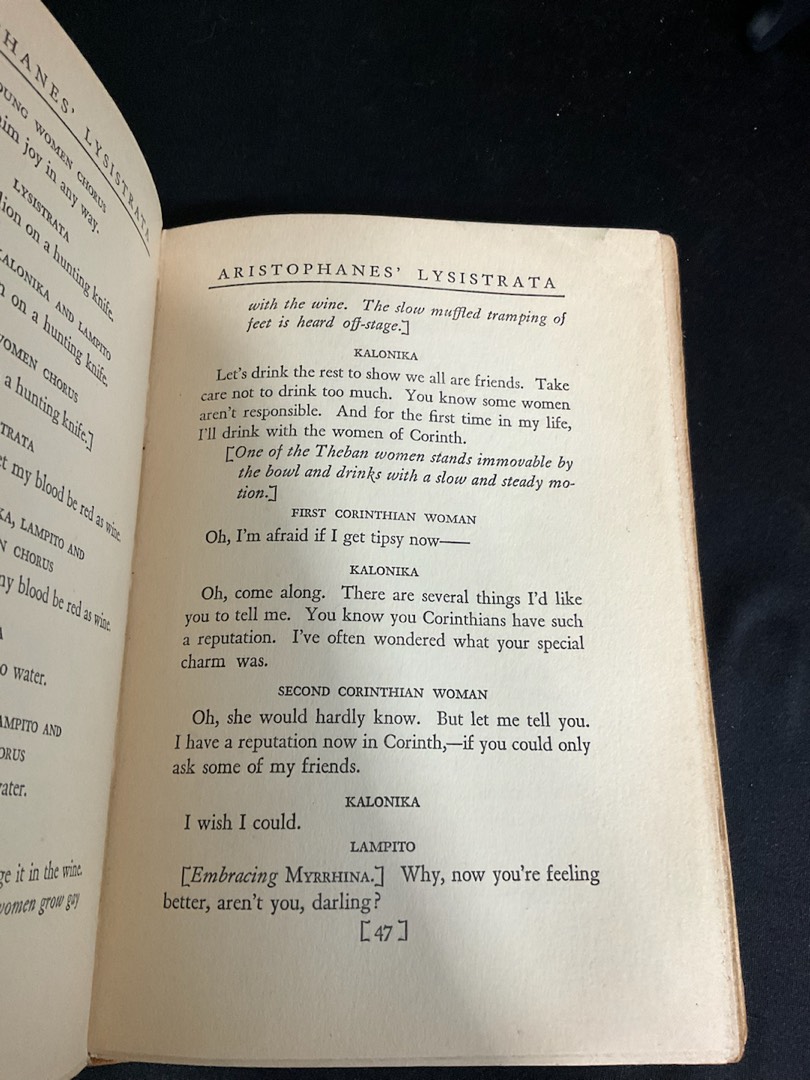 PHANES' LYSISTRATA
OUNG WOMEN CHORUS
him joy in any way.
LYSISTRATA
lion on a hunting knife.
KALONIKA AND LAMPITO
on a hunting knife.
WOMEN CHORUS
a hunting knife.]
TRATA
et my blood be red as wine.
KA, LAMPITO AND
N CHORUS
my blood be red as wine.
A
o water.
AMPITO AND
ORUS
ater.
ge it in the wine.
women grow gay
ARISTOPHANES' LYSISTRATA
with the wine. The slow muffled tramping of
feet is heard off-stage.]
KALONIKA
Let's drink the rest to show we all are friends. Take
care not to drink too much. You know some women
aren't responsible. And for the first time in my life,
I'll drink with the women of Corinth.
[One of the Theban women stands immovable by
the bowl and drinks with a slow and steady mo-
tion.]
FIRST CORINTHIAN WOMAN
Oh, I'm afraid if I get tipsy now——
KALONIKA
Oh, come along. There are several things I'd like
you to tell me. You know you Corinthians have such
a reputation. I've often wondered what your special
charm was.
SECOND CORINTHIAN WOMAN
Oh, she would hardly know. But let me tell you.
I have a reputation now in Corinth,—if you could only
ask some of my friends.
KALONIKA
I wish I could.
LAMPITO
[Embracing MYRRHINA.] Why, now you're feeling
better, aren't you, darling?
[47]